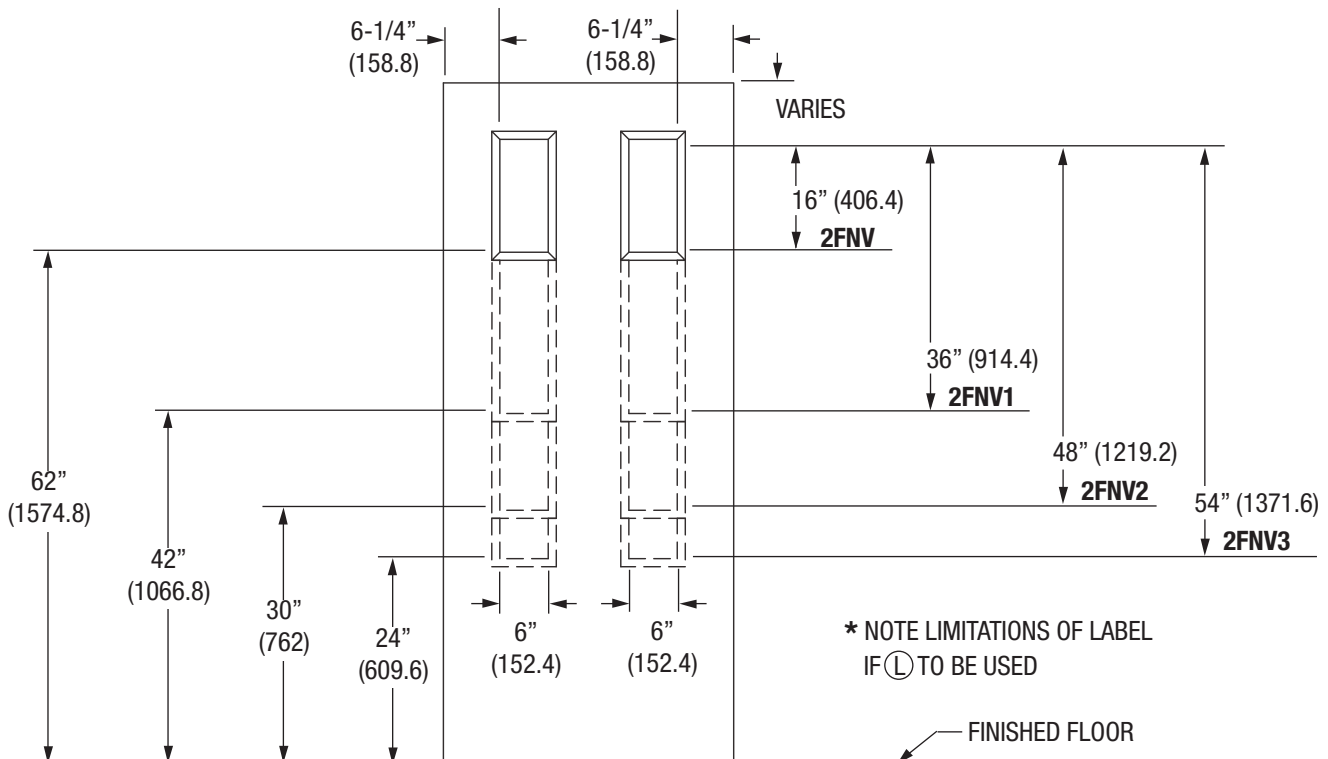 6-1/4”
(158.8)
6-1/4”
(158.8)
VARIES
16” (406.4)
2FNV
36” (914.4)
2FNV1
48” (1219.2)
2FNV2
54” (1371.6)
2FNV3
62”
(1574.8)
42”
(1066.8)
30”
(762)
24”
(609.6)
6”
(152.4)
6”
(152.4)
* NOTE LIMITATIONS OF LABEL
IF Ⓛ TO BE USED
FINISHED FLOOR